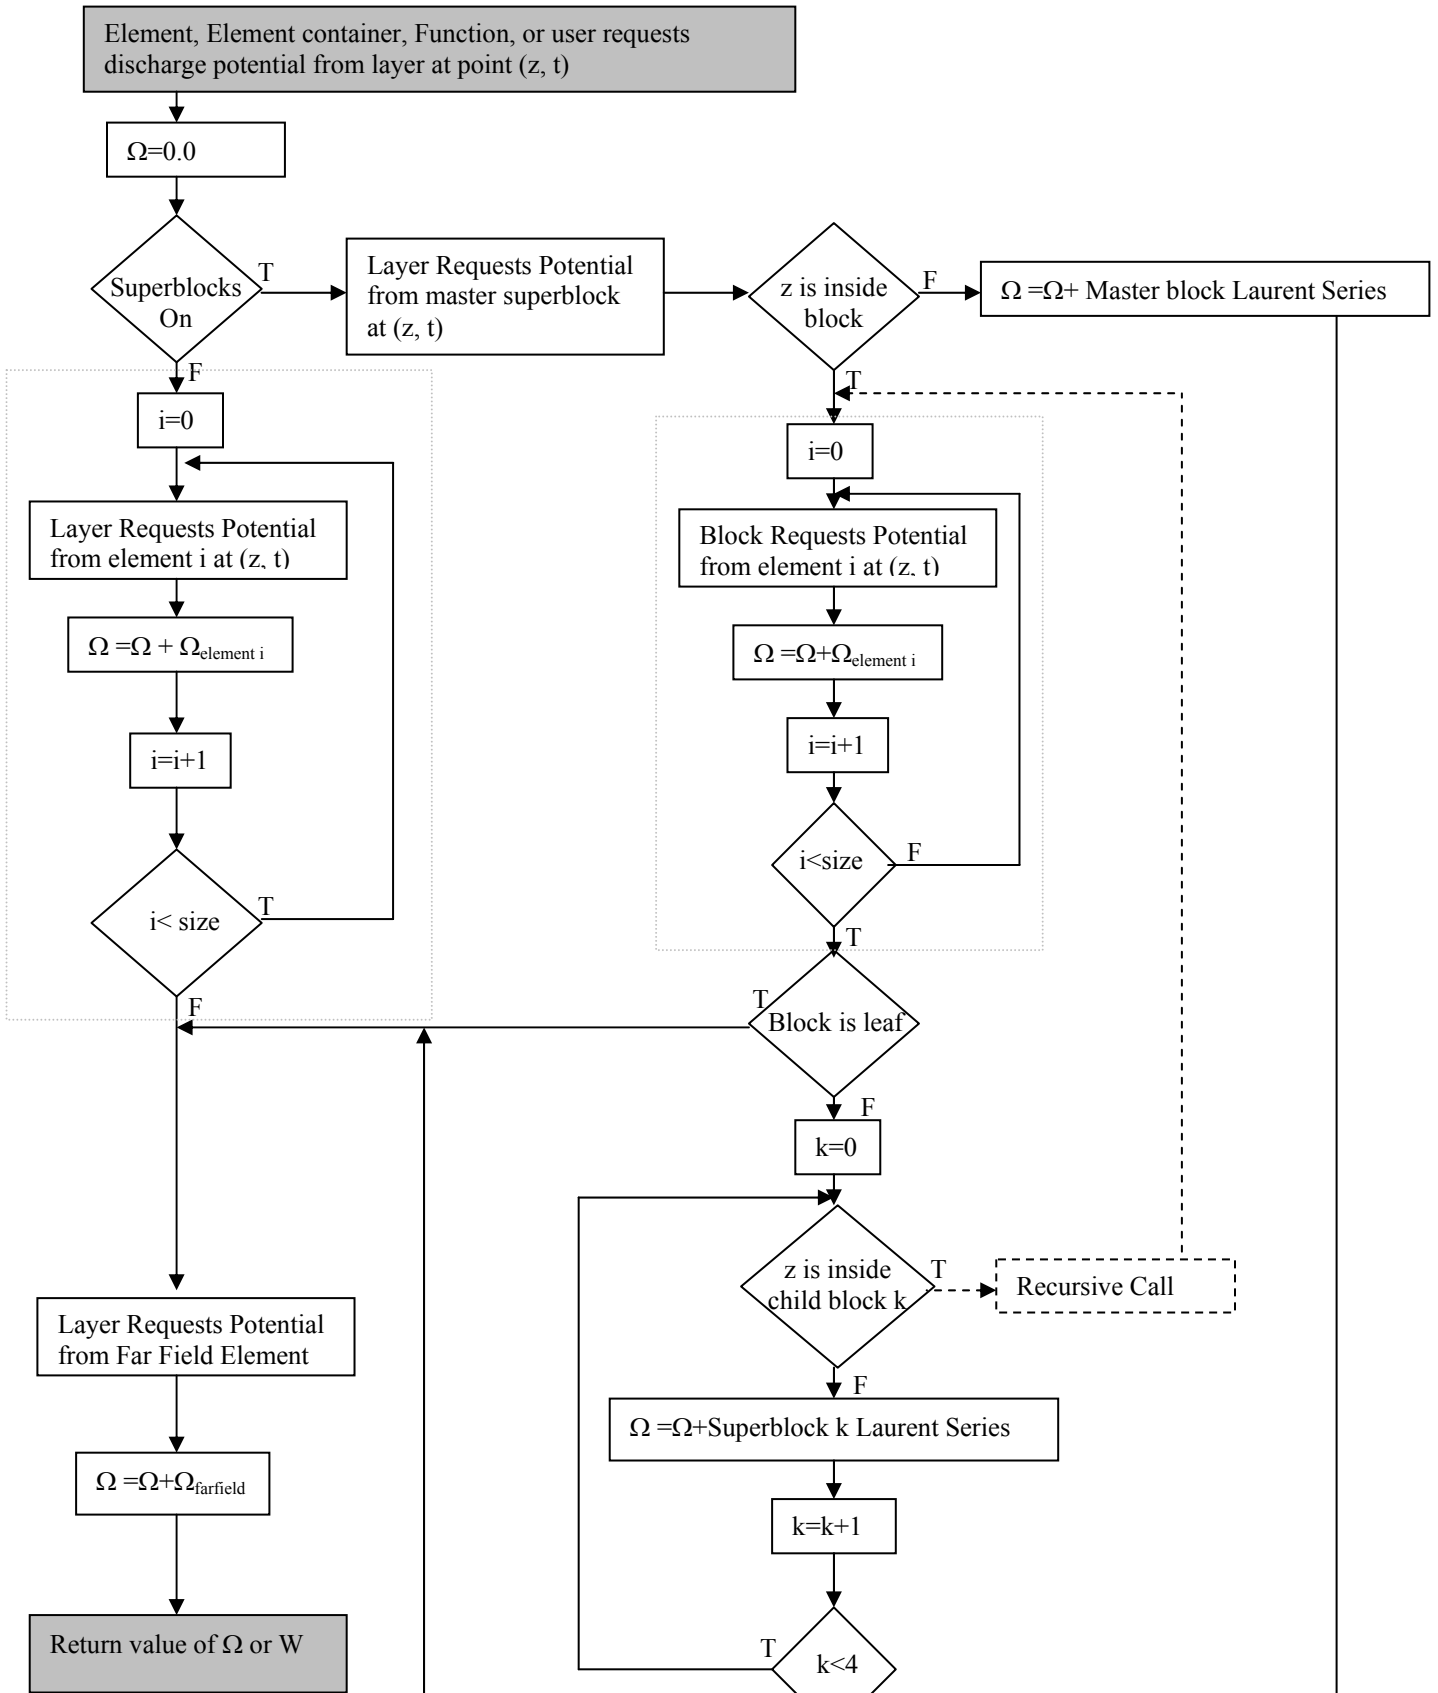 Element, Element container, Function, or user requests
discharge potential from layer at point (z, t)
Ω=0.0
Superblocks
On
T
F
Layer Requests Potential
from master superblock
at (z, t)
z is inside
block
F
T
Ω =Ω+ Master block Laurent Series
i=0
Layer Requests Potential
from element i at (z, t)
Ω =Ω + Ωelement i
i=i+1
i< size
T
F
i=0
Block Requests Potential
from element i at (z, t)
Ω =Ω+Ωelement i
i=i+1
i<size
F
T
Block is leaf
T
F
k=0
z is inside
child block k
T
Recursive Call
F
Ω =Ω+Superblock k Laurent Series
k=k+1
k<4
T
Layer Requests Potential
from Far Field Element
Ω =Ω+Ωfarfield
Return value of Ω or W